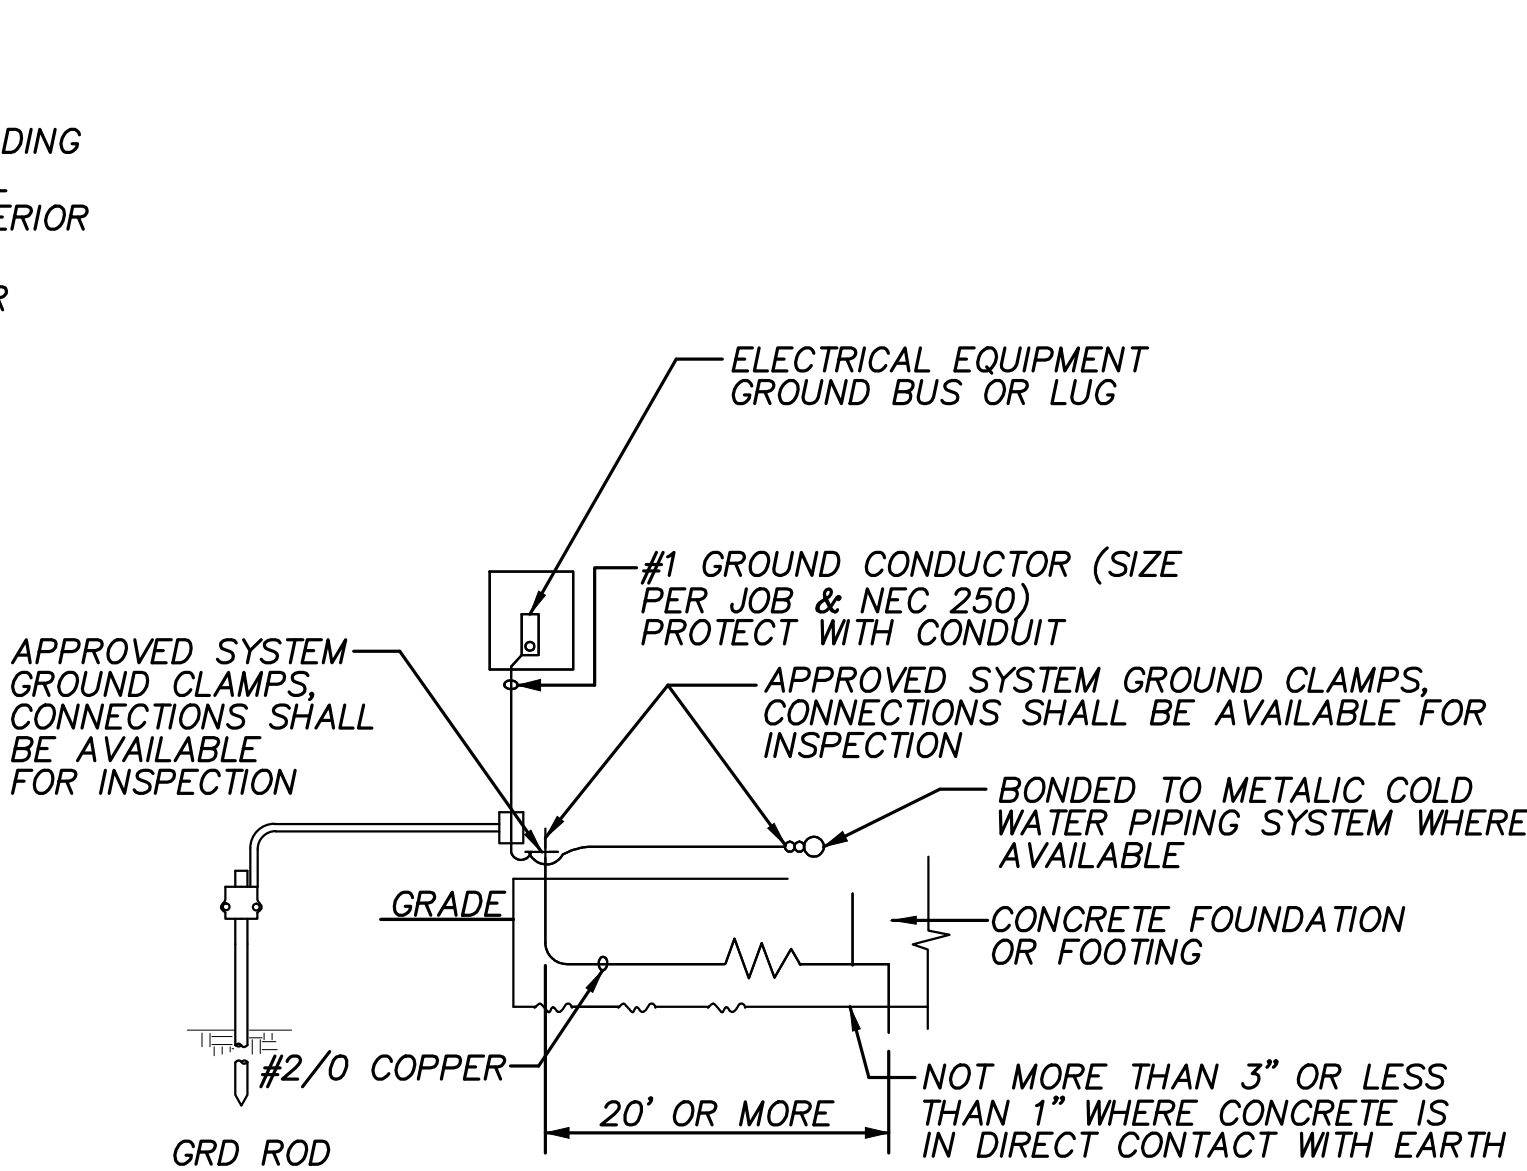 DING
ERIOR
R
ELECTRICAL EQUIPMENT
GROUND BUS OR LUG
#1 GROUND CONDUCTOR (SIZE
PER JOB & NEC 250)
PROTECT WITH CONDUIT
APPROVED SYSTEM
GROUND CLAMPS,
CONNECTIONS SHALL
BE AVAILABLE
FOR INSPECTION
APPROVED SYSTEM GROUND CLAMPS,
CONNECTIONS SHALL BE AVAILABLE FOR
INSPECTION
BONDED TO METALIC COLD
WATER PIPING SYSTEM WHERE
AVAILABLE
GRADE
CONCRETE FOUNDATION
OR FOOTING
#2/0 COPPER
20' OR MORE
NOT MORE THAN 3" OR LESS
THAN 1" WHERE CONCRETE IS
IN DIRECT CONTACT WITH EARTH
GRD ROD